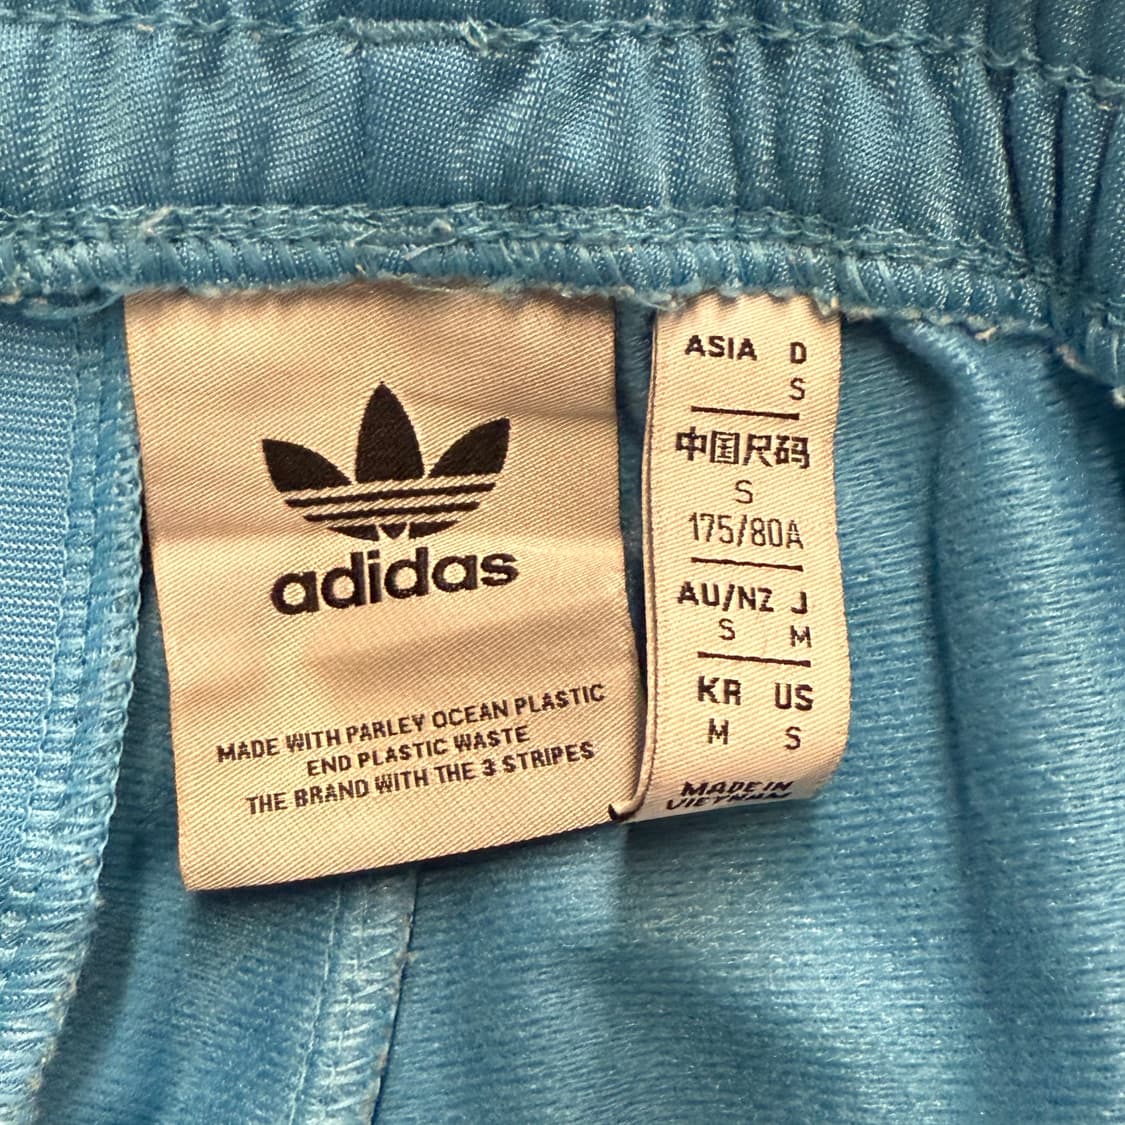 adidas
MADE WITH PARLEY OCEAN PLASTIC
END PLASTIC WASTE
THE BRAND WITH THE 3 STRIPES
ASIA D
S
中国尺码
S
175/80A
AU/NZ J
S M
KR US
M S
MADE IN
VIETNAM